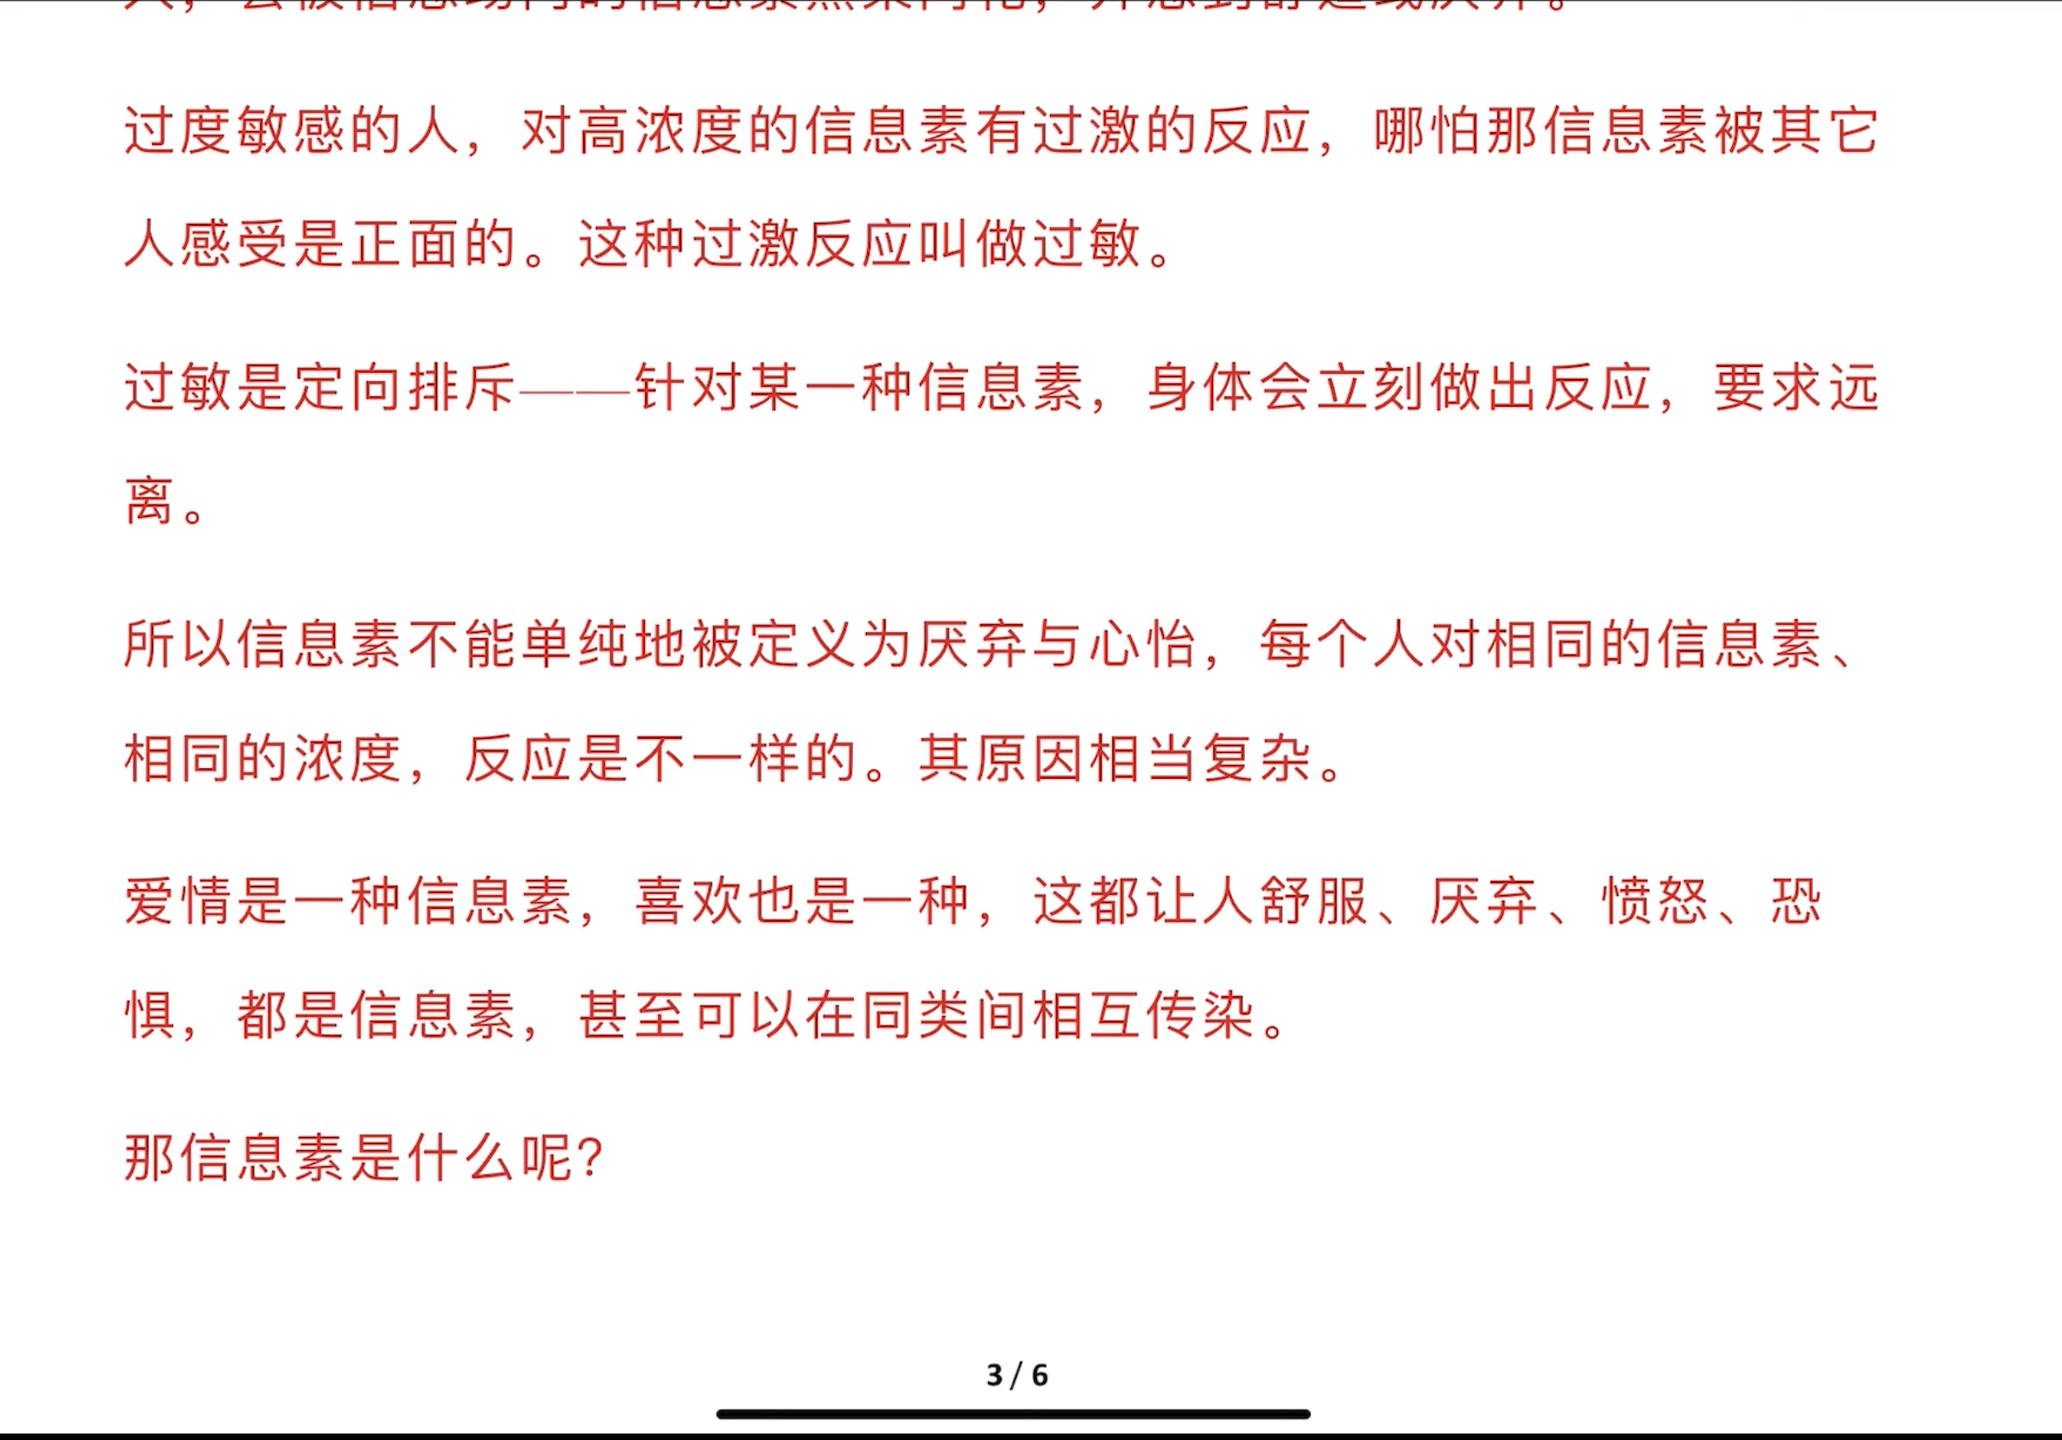 过度敏感的人，对高浓度的信息素有过激的反应，哪怕那信息素被其它
人感受是正面的。这种过激反应叫做过敏。
过敏是定向排斥——针对某一种信息素，身体会立刻做出反应，要求远
离。
所以信息素不能单纯地被定义为厌弃与心怡，每个人对相同的信息素、
相同的浓度，反应是不一样的。其原因相当复杂。
爱情是一种信息素，喜欢也是一种，这都让人舒服、厌弃、愤怒、恐
惧，都是信息素，甚至可以在同类间相互传染。
那信息素是什么呢？
3 / 6